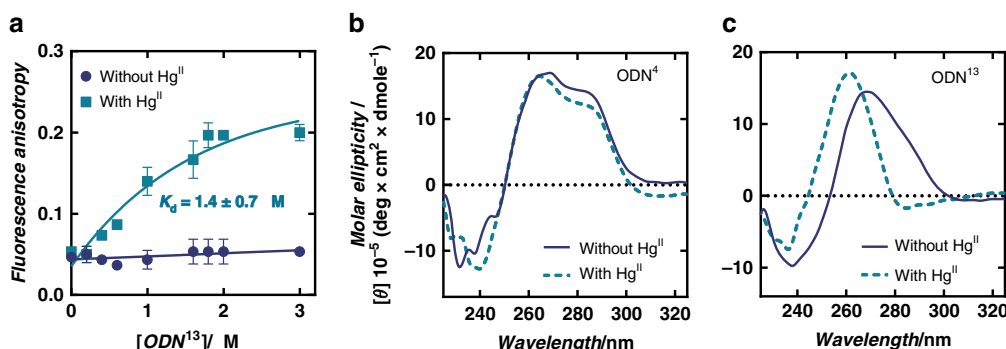 a
Fluorescence anisotropy
0.3
0.2
0.1
0.0
Without Hg^II
With Hg^II
K_d = 1.4 ± 0.7 M
0 1 2 3
[ODN^13]/ M
b
Molar ellipticity /
[θ] 10^−5 (deg × cm^2 × dmole^−1)
20
10
0
−10
ODN^4
Without Hg^II
With Hg^II
240 260 280 300 320
Wavelength/nm
c
20
10
0
−10
ODN^13
Without Hg^II
With Hg^II
240 260 280 300 320
Wavelength/nm